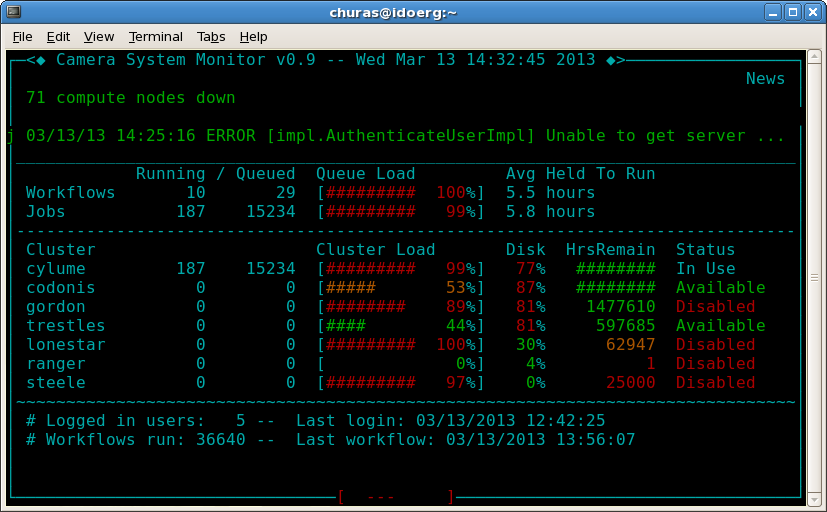 churas@idoerg:~
File Edit View Terminal Tabs Help
<◆ Camera System Monitor v0.9 -- Wed Mar 13 14:32:45 2013 ◆>
News
71 compute nodes down
j 03/13/13 14:25:16 ERROR [impl.AuthenticateUserImpl] Unable to get server ...
Running / Queued Queue Load Avg Held To Run
Workflows 10 29 [######### 100%] 5.5 hours
Jobs 187 15234 [######### 99%] 5.8 hours
Cluster Cluster Load Disk HrsRemain Status
cylume 187 15234 [######### 99%] 77% ######## In Use
codonis 0 0 [##### 53%] 87% ######## Available
gordon 0 0 [######## 89%] 81% 1477610 Disabled
trestles 0 0 [#### 44%] 81% 597685 Available
lonestar 0 0 [######### 100%] 30% 62947 Disabled
ranger 0 0 [ 0%] 4% 1 Disabled
steele 0 0 [######### 97%] 0% 25000 Disabled
# Logged in users: 5 -- Last login: 03/13/2013 12:42:25
# Workflows run: 36640 -- Last workflow: 03/13/2013 13:56:07
[ --- ]